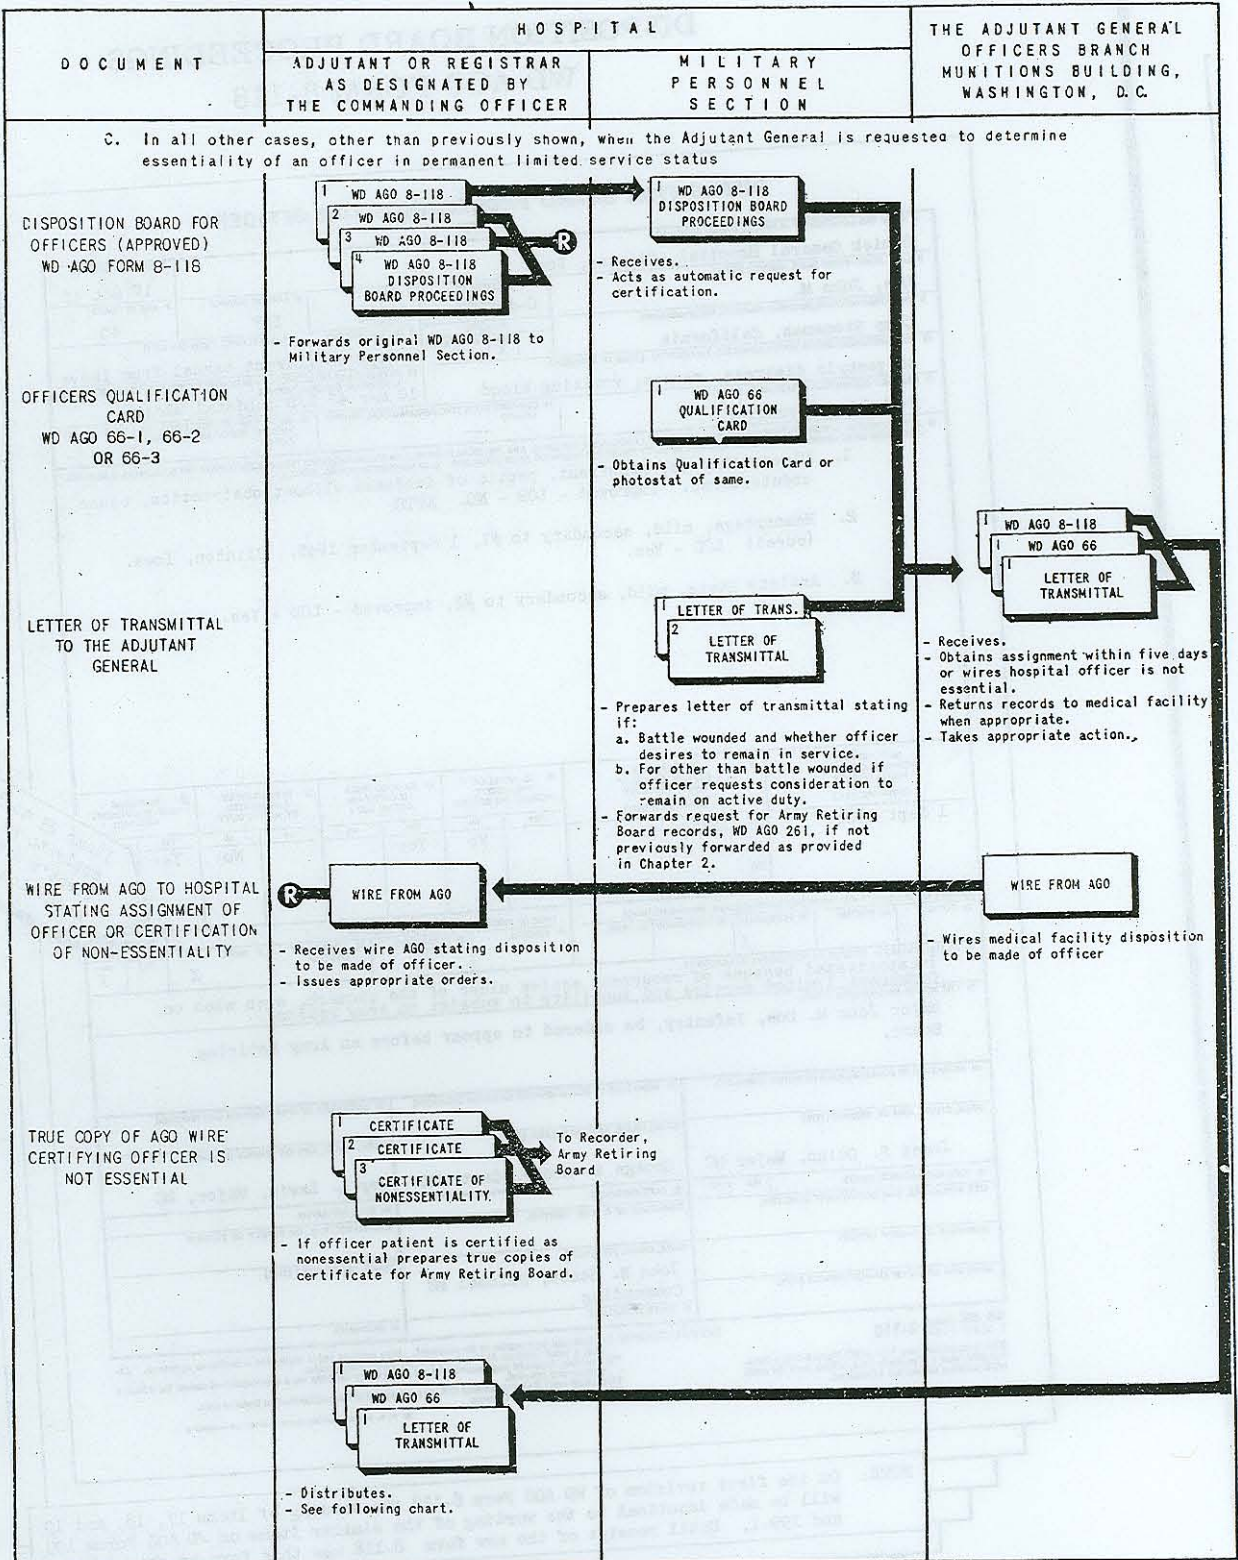 DOCUMENT
HOSPITAL
ADJUTANT OR REGISTRAR
AS DESIGNATED BY
THE COMMANDING OFFICER
MILITARY
PERSONNEL
SECTION
THE ADJUTANT GENERAL
OFFICERS BRANCH
MUNITIONS BUILDING,
WASHINGTON, D.C.
C. In all other cases, other than previously shown, when the Adjutant General is requested to determine
essentiality of an officer in permanent limited service status
DISPOSITION BOARD FOR
OFFICERS (APPROVED)
WD AGO FORM 8-118
1 WD AGO 8-118
2 WD AGO 8-118
3 WD AGO 8-118
R
4 WD AGO 8-118
DISPOSITION
BOARD PROCEEDINGS
- Forwards original WD AGO 8-118 to
Military Personnel Section.
1 WD AGO 8-118
DISPOSITION BOARD
PROCEEDINGS
- Receives.
- Acts as automatic request for
certification.
OFFICERS QUALIFICATION
CARD
WD AGO 66-1, 66-2
OR 66-3
1 WD AGO 66
QUALIFICATION
CARD
- Obtains Qualification Card or
photostat of same.
LETTER OF TRANSMITTAL
TO THE ADJUTANT
GENERAL
1 LETTER OF TRANS.
2 LETTER OF
TRANSMITTAL
- Prepares letter of transmittal stating
if:
a. Battle wounded and whether officer
desires to remain in service.
b. For other than battle wounded if
officer requests consideration to
remain on active duty.
- Forwards request for Army Retiring
Board records, WD AGO 261, if not
previously forwarded as provided
in Chapter 2.
1 WD AGO 8-118
1 WD AGO 66
1 LETTER OF
TRANSMITTAL
- Receives.
- Obtains assignment within five days
or wires hospital officer is not
essential.
- Returns records to medical facility
when appropriate.
- Takes appropriate action.
WIRE FROM AGO TO HOSPITAL
STATING ASSIGNMENT OF
OFFICER OR CERTIFICATION
OF NON-ESSENTIALITY
R
WIRE FROM AGO
- Receives wire AGO stating disposition
to be made of officer.
- Issues appropriate orders.
WIRE FROM AGO
- Wires medical facility disposition
to be made of officer
TRUE COPY OF AGO WIRE
CERTIFYING OFFICER IS
NOT ESSENTIAL
1 CERTIFICATE
2 CERTIFICATE
3 CERTIFICATE OF
NONESSENTIALITY.
To Recorder,
Army Retiring
Board
- If officer patient is certified as
nonessential prepares true copies of
certificate for Army Retiring Board.
1 WD AGO 8-118
1 WD AGO 66
1 LETTER OF
TRANSMITTAL
- Distributes.
- See following chart.